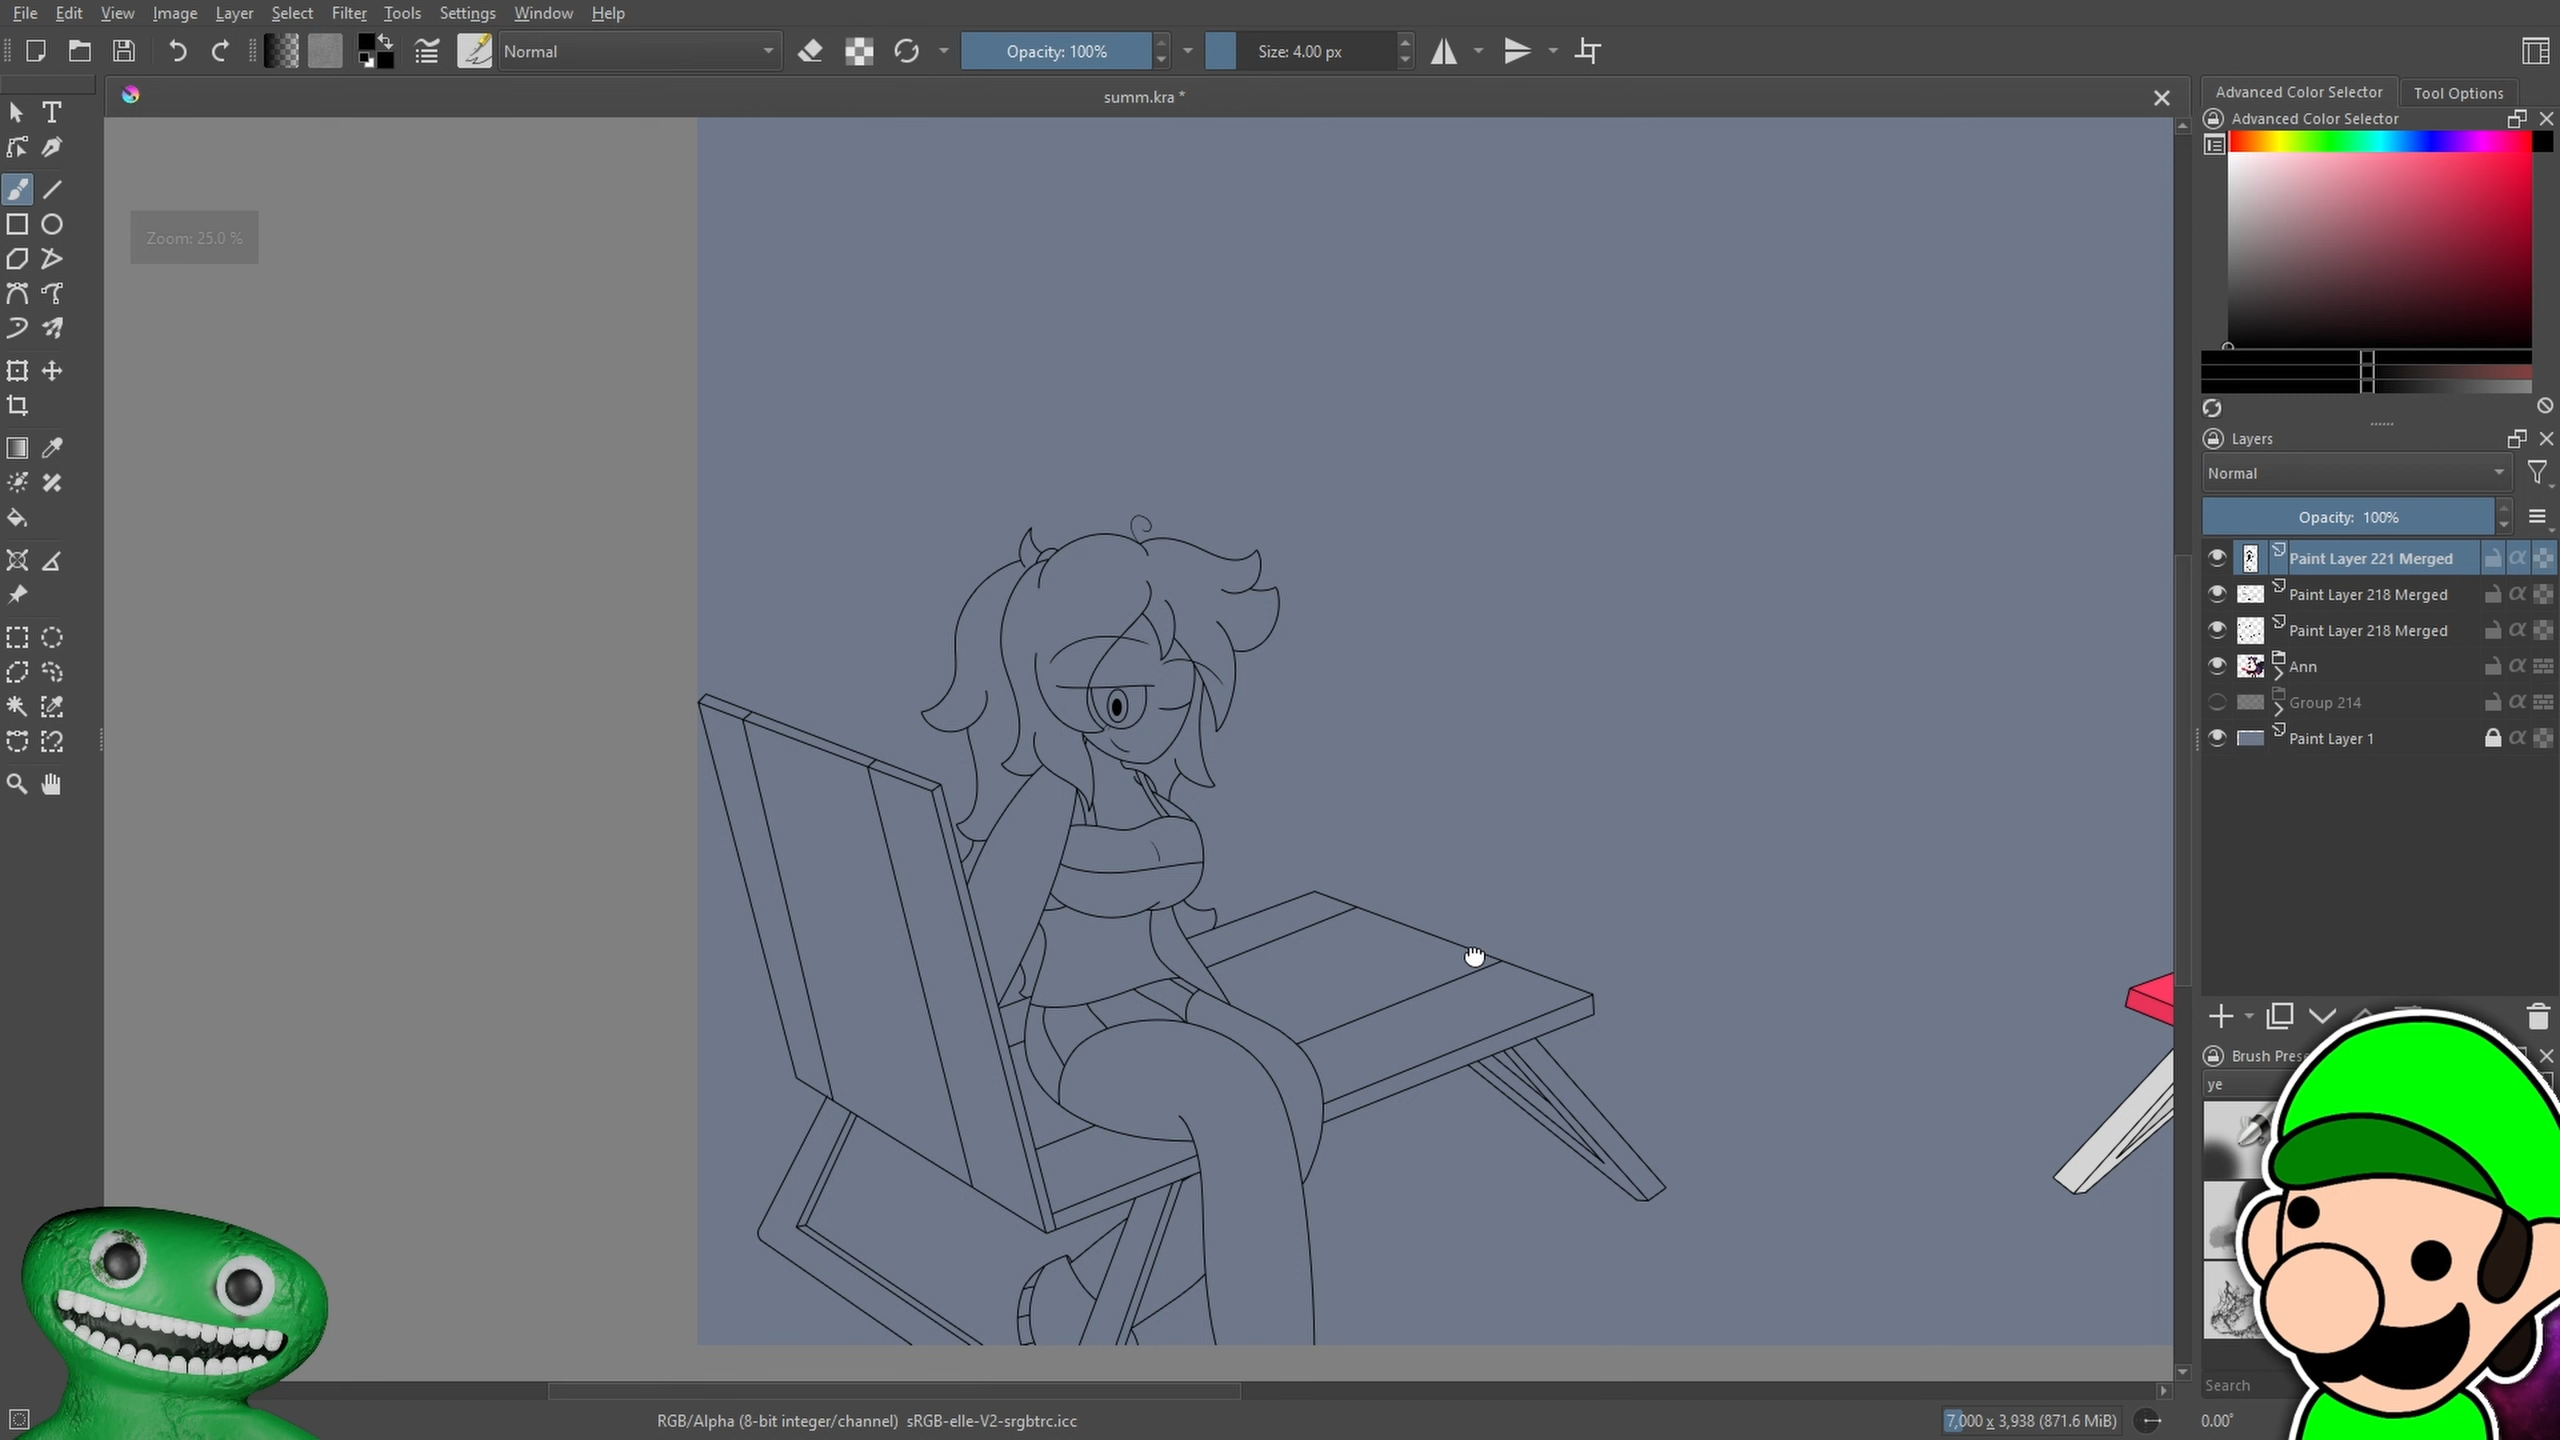 File Edit View Image Layer Select Filter Tools Settings Window Help
Normal Opacity: 100% Size: 4.00 px
summ.kra *
Zoom: 25.0 %
Advanced Color Selector Tool Options
Advanced Color Selector
Layers
Normal
Opacity: 100%
Paint Layer 221 Merged
Paint Layer 218 Merged
Paint Layer 218 Merged
Ann
Group 214
Paint Layer 1
Brush Prese
ye
Search
RGB/Alpha (8-bit integer/channel) sRGB-elle-V2-srgbtrc.icc
7,000 x 3,938 (871.6 MiB)
0.00°